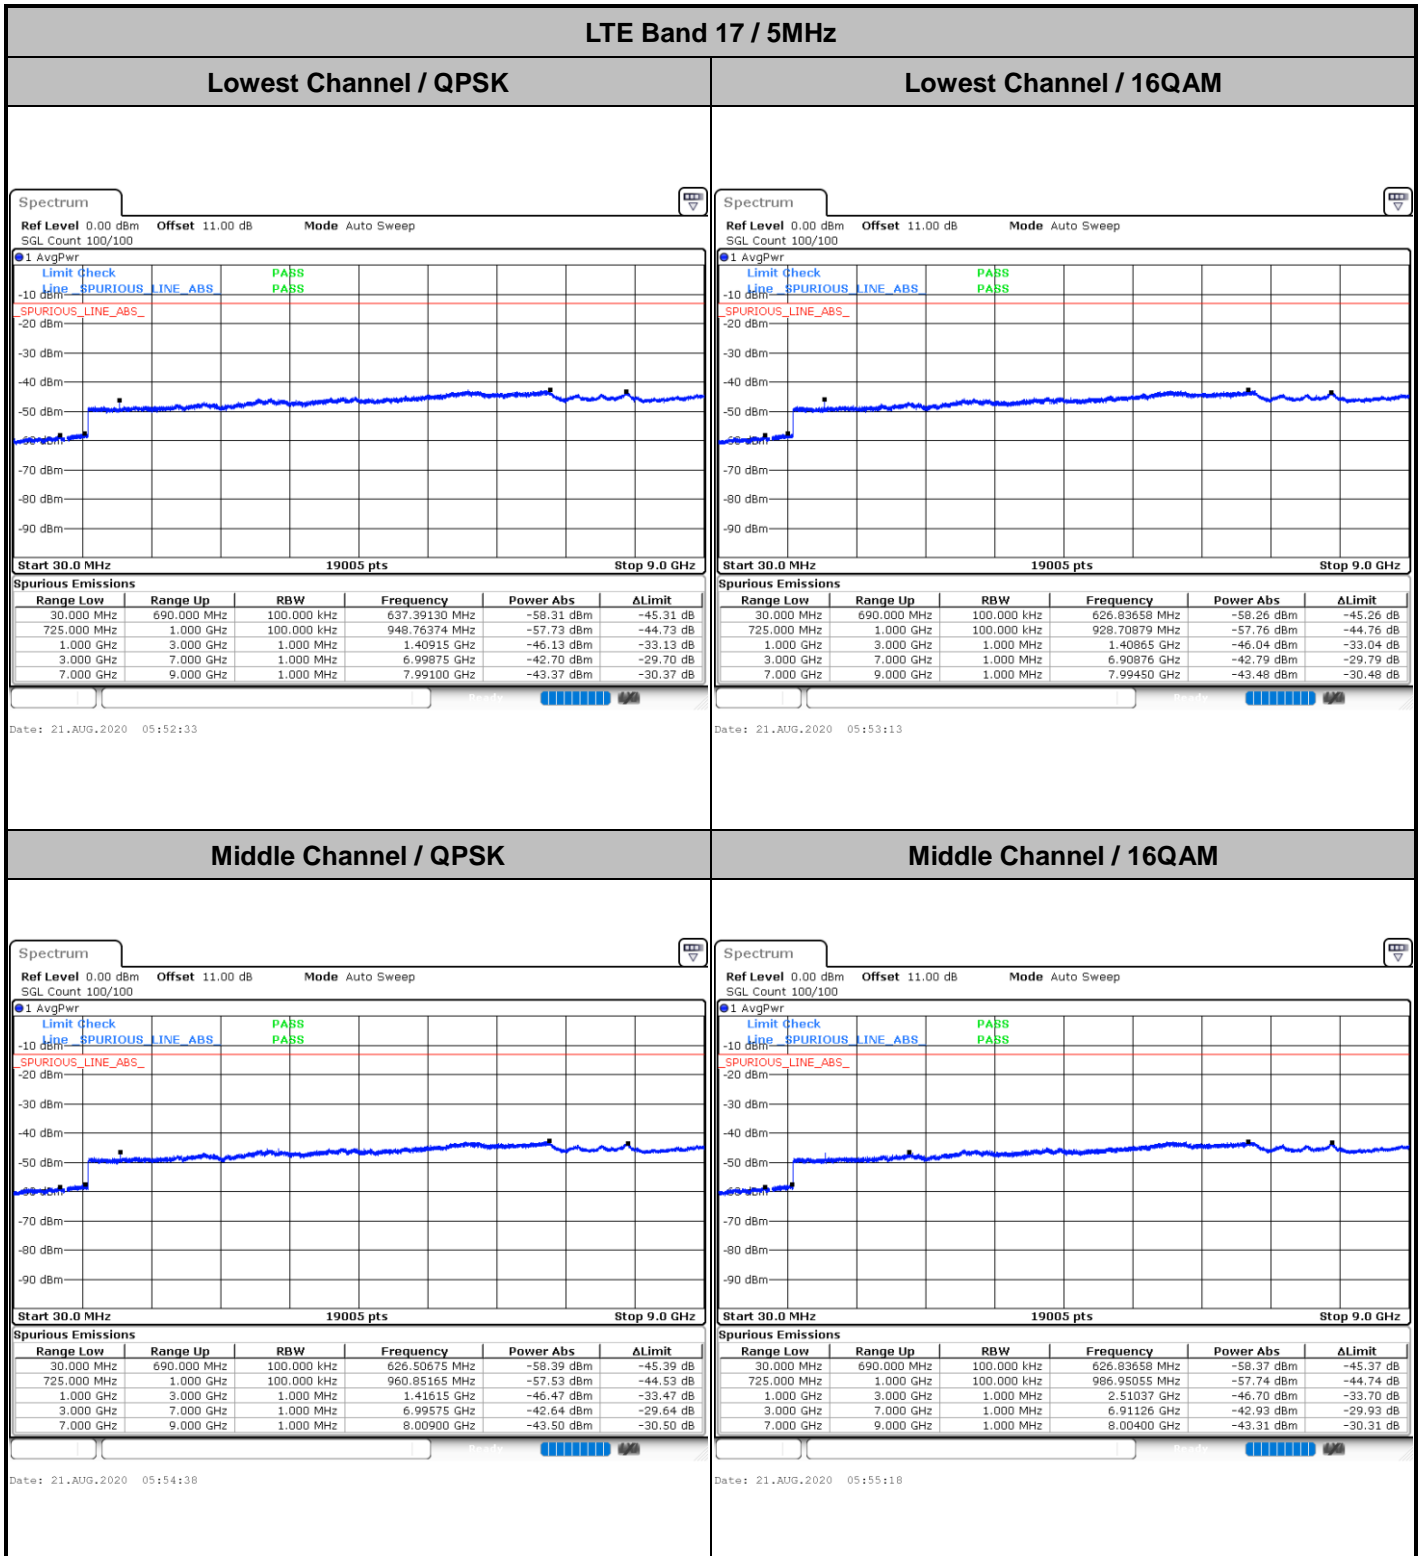 LTE Band 17 / 5MHz
Lowest Channel / QPSK
Lowest Channel / 16QAM
Spectrum
Ref Level 0.00 dBm Offset 11.00 dB Mode Auto Sweep
SGL Count 100/100
1 AvgPwr
Limit Check PASS
Line _SPURIOUS_LINE_ABS_ PASS
-10 dBm
_SPURIOUS_LINE_ABS_
-20 dBm
-30 dBm
-40 dBm
-50 dBm
-60 dBm
-70 dBm
-80 dBm
-90 dBm
Start 30.0 MHz 19005 pts Stop 9.0 GHz
Spurious Emissions
Range Low Range Up RBW Frequency Power Abs ΔLimit
30.000 MHz 690.000 MHz 100.000 kHz 637.39130 MHz -58.31 dBm -45.31 dB
725.000 MHz 1.000 GHz 100.000 kHz 948.76374 MHz -57.73 dBm -44.73 dB
1.000 GHz 3.000 GHz 1.000 MHz 1.40915 GHz -46.13 dBm -33.13 dB
3.000 GHz 7.000 GHz 1.000 MHz 6.99875 GHz -42.70 dBm -29.70 dB
7.000 GHz 9.000 GHz 1.000 MHz 7.99100 GHz -43.37 dBm -30.37 dB
Date: 21.AUG.2020 05:52:33
Spectrum
Ref Level 0.00 dBm Offset 11.00 dB Mode Auto Sweep
SGL Count 100/100
1 AvgPwr
Limit Check PASS
Line _SPURIOUS_LINE_ABS_ PASS
-10 dBm
_SPURIOUS_LINE_ABS_
-20 dBm
-30 dBm
-40 dBm
-50 dBm
-60 dBm
-70 dBm
-80 dBm
-90 dBm
Start 30.0 MHz 19005 pts Stop 9.0 GHz
Spurious Emissions
Range Low Range Up RBW Frequency Power Abs ΔLimit
30.000 MHz 690.000 MHz 100.000 kHz 626.83658 MHz -58.26 dBm -45.26 dB
725.000 MHz 1.000 GHz 100.000 kHz 928.70879 MHz -57.76 dBm -44.76 dB
1.000 GHz 3.000 GHz 1.000 MHz 1.40865 GHz -46.04 dBm -33.04 dB
3.000 GHz 7.000 GHz 1.000 MHz 6.90876 GHz -42.79 dBm -29.79 dB
7.000 GHz 9.000 GHz 1.000 MHz 7.99450 GHz -43.48 dBm -30.48 dB
Date: 21.AUG.2020 05:53:13
Middle Channel / QPSK
Middle Channel / 16QAM
Spectrum
Ref Level 0.00 dBm Offset 11.00 dB Mode Auto Sweep
SGL Count 100/100
1 AvgPwr
Limit Check PASS
Line _SPURIOUS_LINE_ABS_ PASS
-10 dBm
_SPURIOUS_LINE_ABS_
-20 dBm
-30 dBm
-40 dBm
-50 dBm
-60 dBm
-70 dBm
-80 dBm
-90 dBm
Start 30.0 MHz 19005 pts Stop 9.0 GHz
Spurious Emissions
Range Low Range Up RBW Frequency Power Abs ΔLimit
30.000 MHz 690.000 MHz 100.000 kHz 626.50675 MHz -58.39 dBm -45.39 dB
725.000 MHz 1.000 GHz 100.000 kHz 960.85165 MHz -57.53 dBm -44.53 dB
1.000 GHz 3.000 GHz 1.000 MHz 1.41615 GHz -46.47 dBm -33.47 dB
3.000 GHz 7.000 GHz 1.000 MHz 6.99575 GHz -42.64 dBm -29.64 dB
7.000 GHz 9.000 GHz 1.000 MHz 8.00900 GHz -43.50 dBm -30.50 dB
Date: 21.AUG.2020 05:54:38
Spectrum
Ref Level 0.00 dBm Offset 11.00 dB Mode Auto Sweep
SGL Count 100/100
1 AvgPwr
Limit Check PASS
Line _SPURIOUS_LINE_ABS_ PASS
-10 dBm
_SPURIOUS_LINE_ABS_
-20 dBm
-30 dBm
-40 dBm
-50 dBm
-60 dBm
-70 dBm
-80 dBm
-90 dBm
Start 30.0 MHz 19005 pts Stop 9.0 GHz
Spurious Emissions
Range Low Range Up RBW Frequency Power Abs ΔLimit
30.000 MHz 690.000 MHz 100.000 kHz 626.83658 MHz -58.37 dBm -45.37 dB
725.000 MHz 1.000 GHz 100.000 kHz 986.95055 MHz -57.74 dBm -44.74 dB
1.000 GHz 3.000 GHz 1.000 MHz 2.51037 GHz -46.70 dBm -33.70 dB
3.000 GHz 7.000 GHz 1.000 MHz 6.91126 GHz -42.93 dBm -29.93 dB
7.000 GHz 9.000 GHz 1.000 MHz 8.00400 GHz -43.31 dBm -30.31 dB
Date: 21.AUG.2020 05:55:18